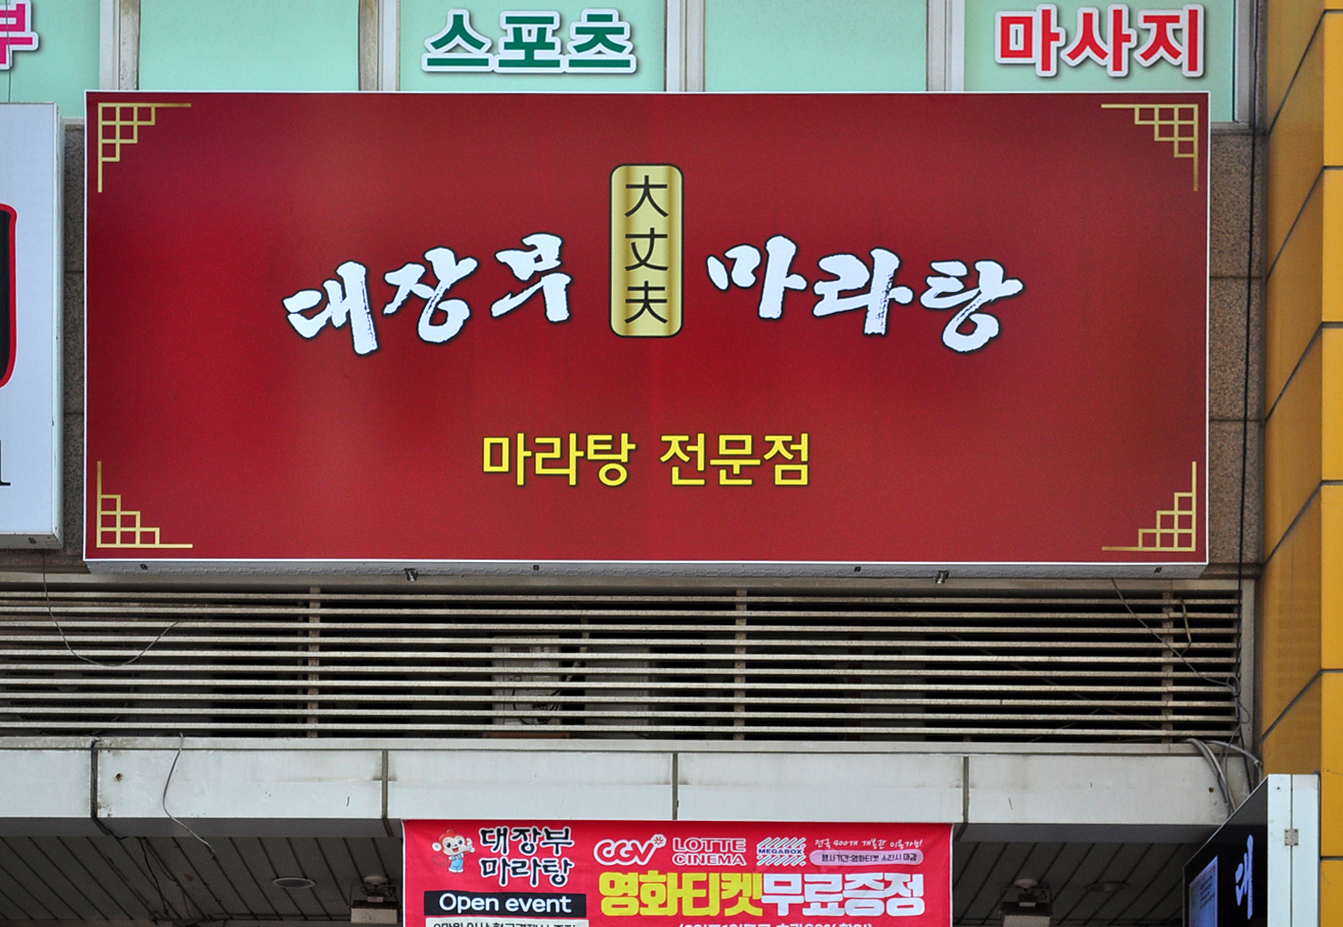 스포츠
마사지
대장부 大丈夫 마라탕
마라탕 전문점
대장부
마라탕
Open event
CGV LOTTE CINEMA MEGABOX
영화티켓무료증정